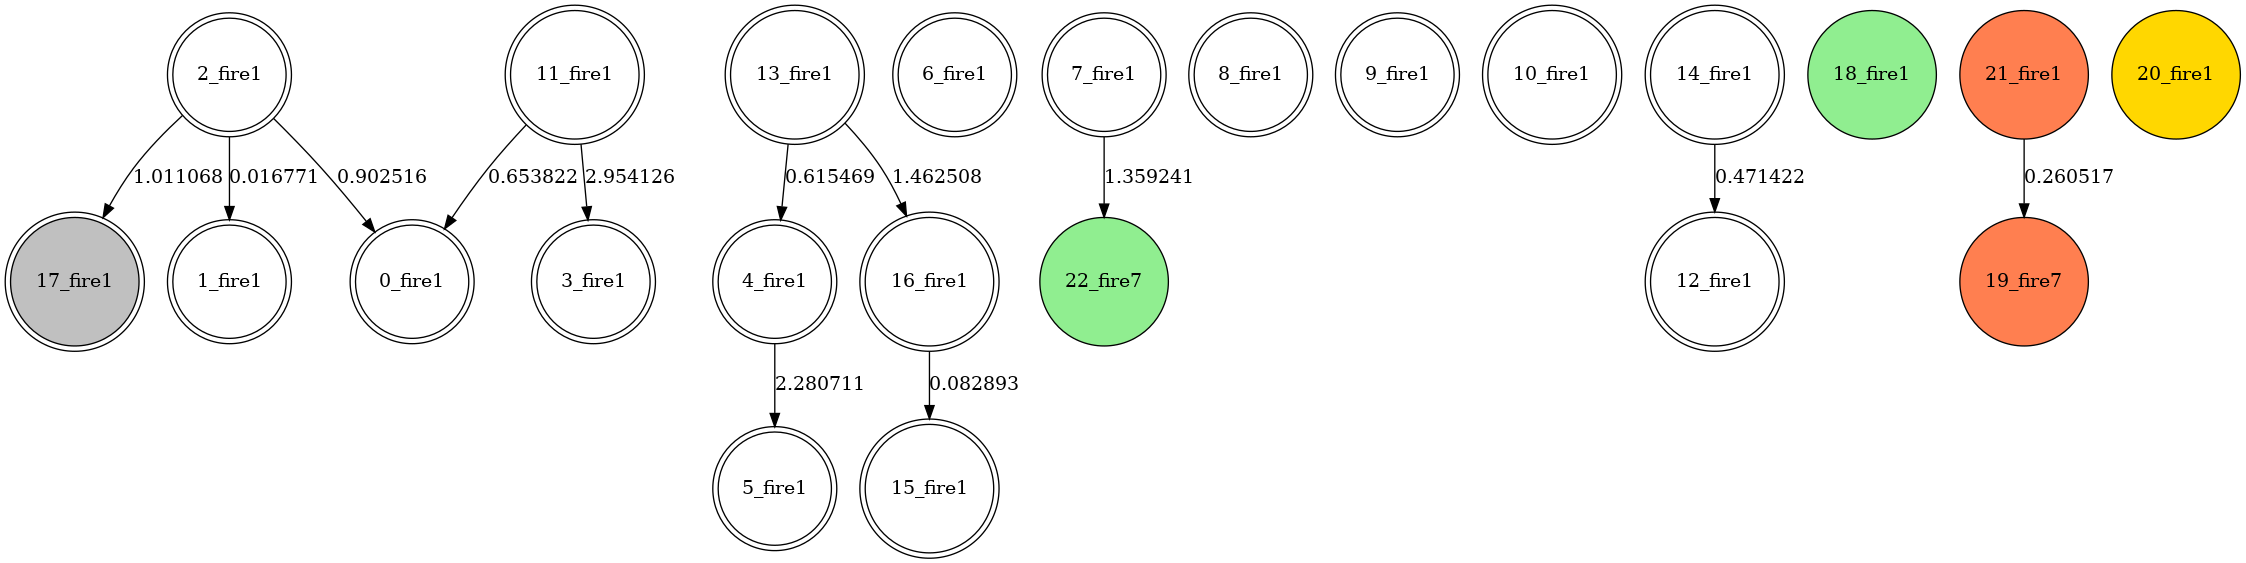 2_fire1
11_fire1
13_fire1
6_fire1
7_fire1
8_fire1
9_fire1
10_fire1
14_fire1
18_fire1
21_fire1
20_fire1
1.011068
0.016771
0.902516
0.653822
2.954126
0.615469
1.462508
1.359241
0.471422
0.260517
17_fire1
1_fire1
0_fire1
3_fire1
4_fire1
16_fire1
22_fire7
12_fire1
19_fire7
2.280711
0.082893
5_fire1
15_fire1